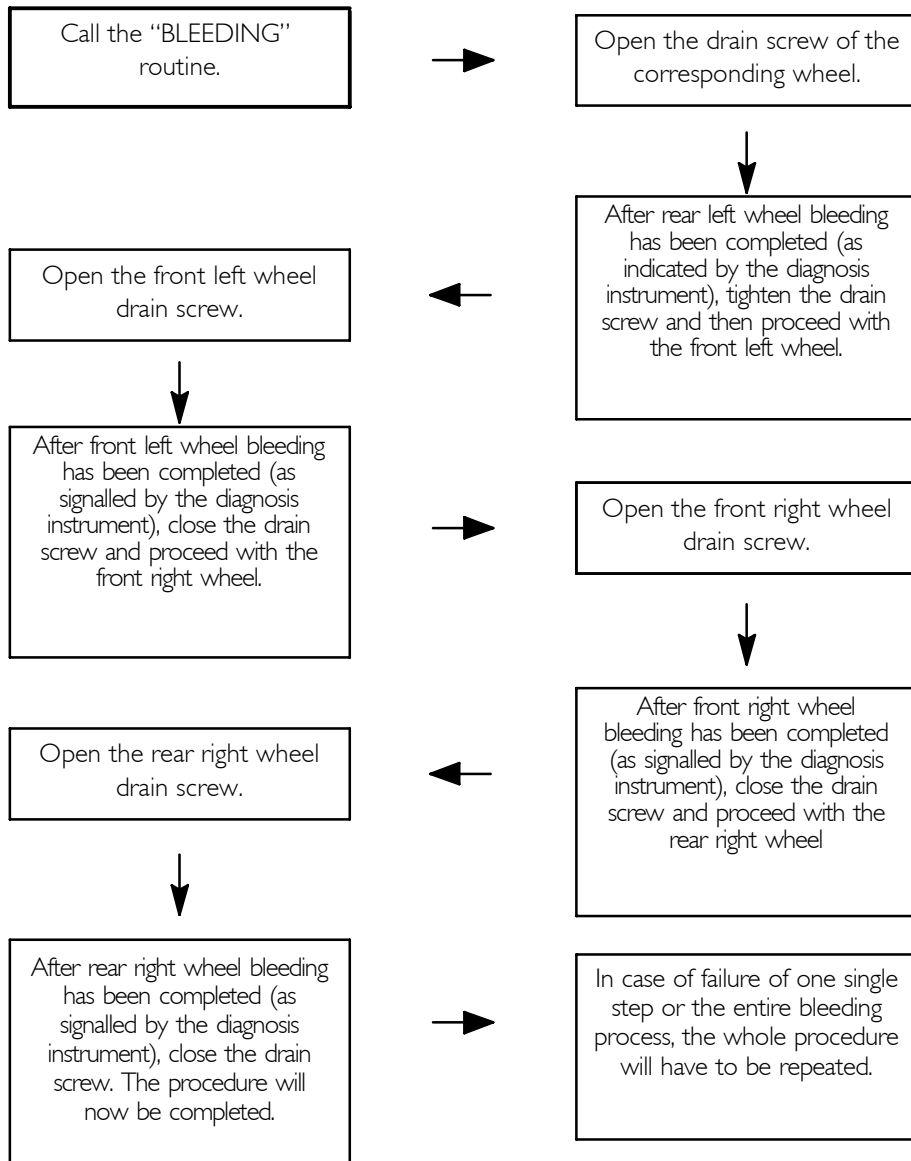 Call the “BLEEDING”
routine.
Open the drain screw of the
corresponding wheel.
After rear left wheel bleeding
has been completed (as
indicated by the diagnosis
instrument), tighten the drain
screw and then proceed with
the front left wheel.
Open the front left wheel
drain screw.
After front left wheel bleeding
has been completed (as
signalled by the diagnosis
instrument), close the drain
screw and proceed with the
front right wheel.
Open the front right wheel
drain screw.
After front right wheel
bleeding has been completed
(as signalled by the diagnosis
instrument), close the drain
screw and proceed with the
rear right wheel
Open the rear right wheel
drain screw.
After rear right wheel bleeding
has been completed (as
signalled by the diagnosis
instrument), close the drain
screw. The procedure will
now be completed.
In case of failure of one single
step or the entire bleeding
process, the whole procedure
will have to be repeated.